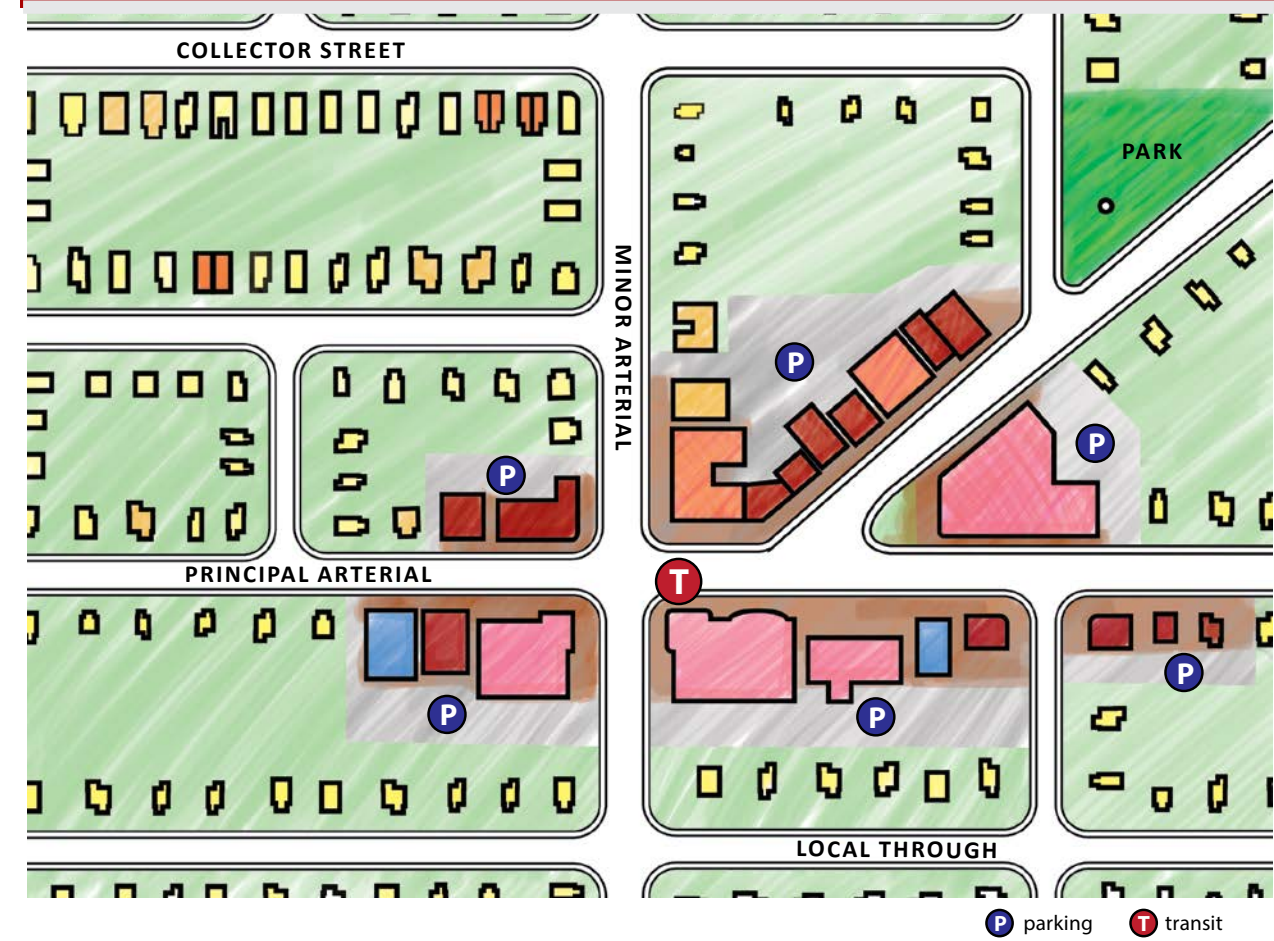 COLLECTOR STREET
PARK
MINOR ARTERIAL
P
P
P
PRINCIPAL ARTERIAL
T
P
P
P
LOCAL THROUGH
P parking T transit